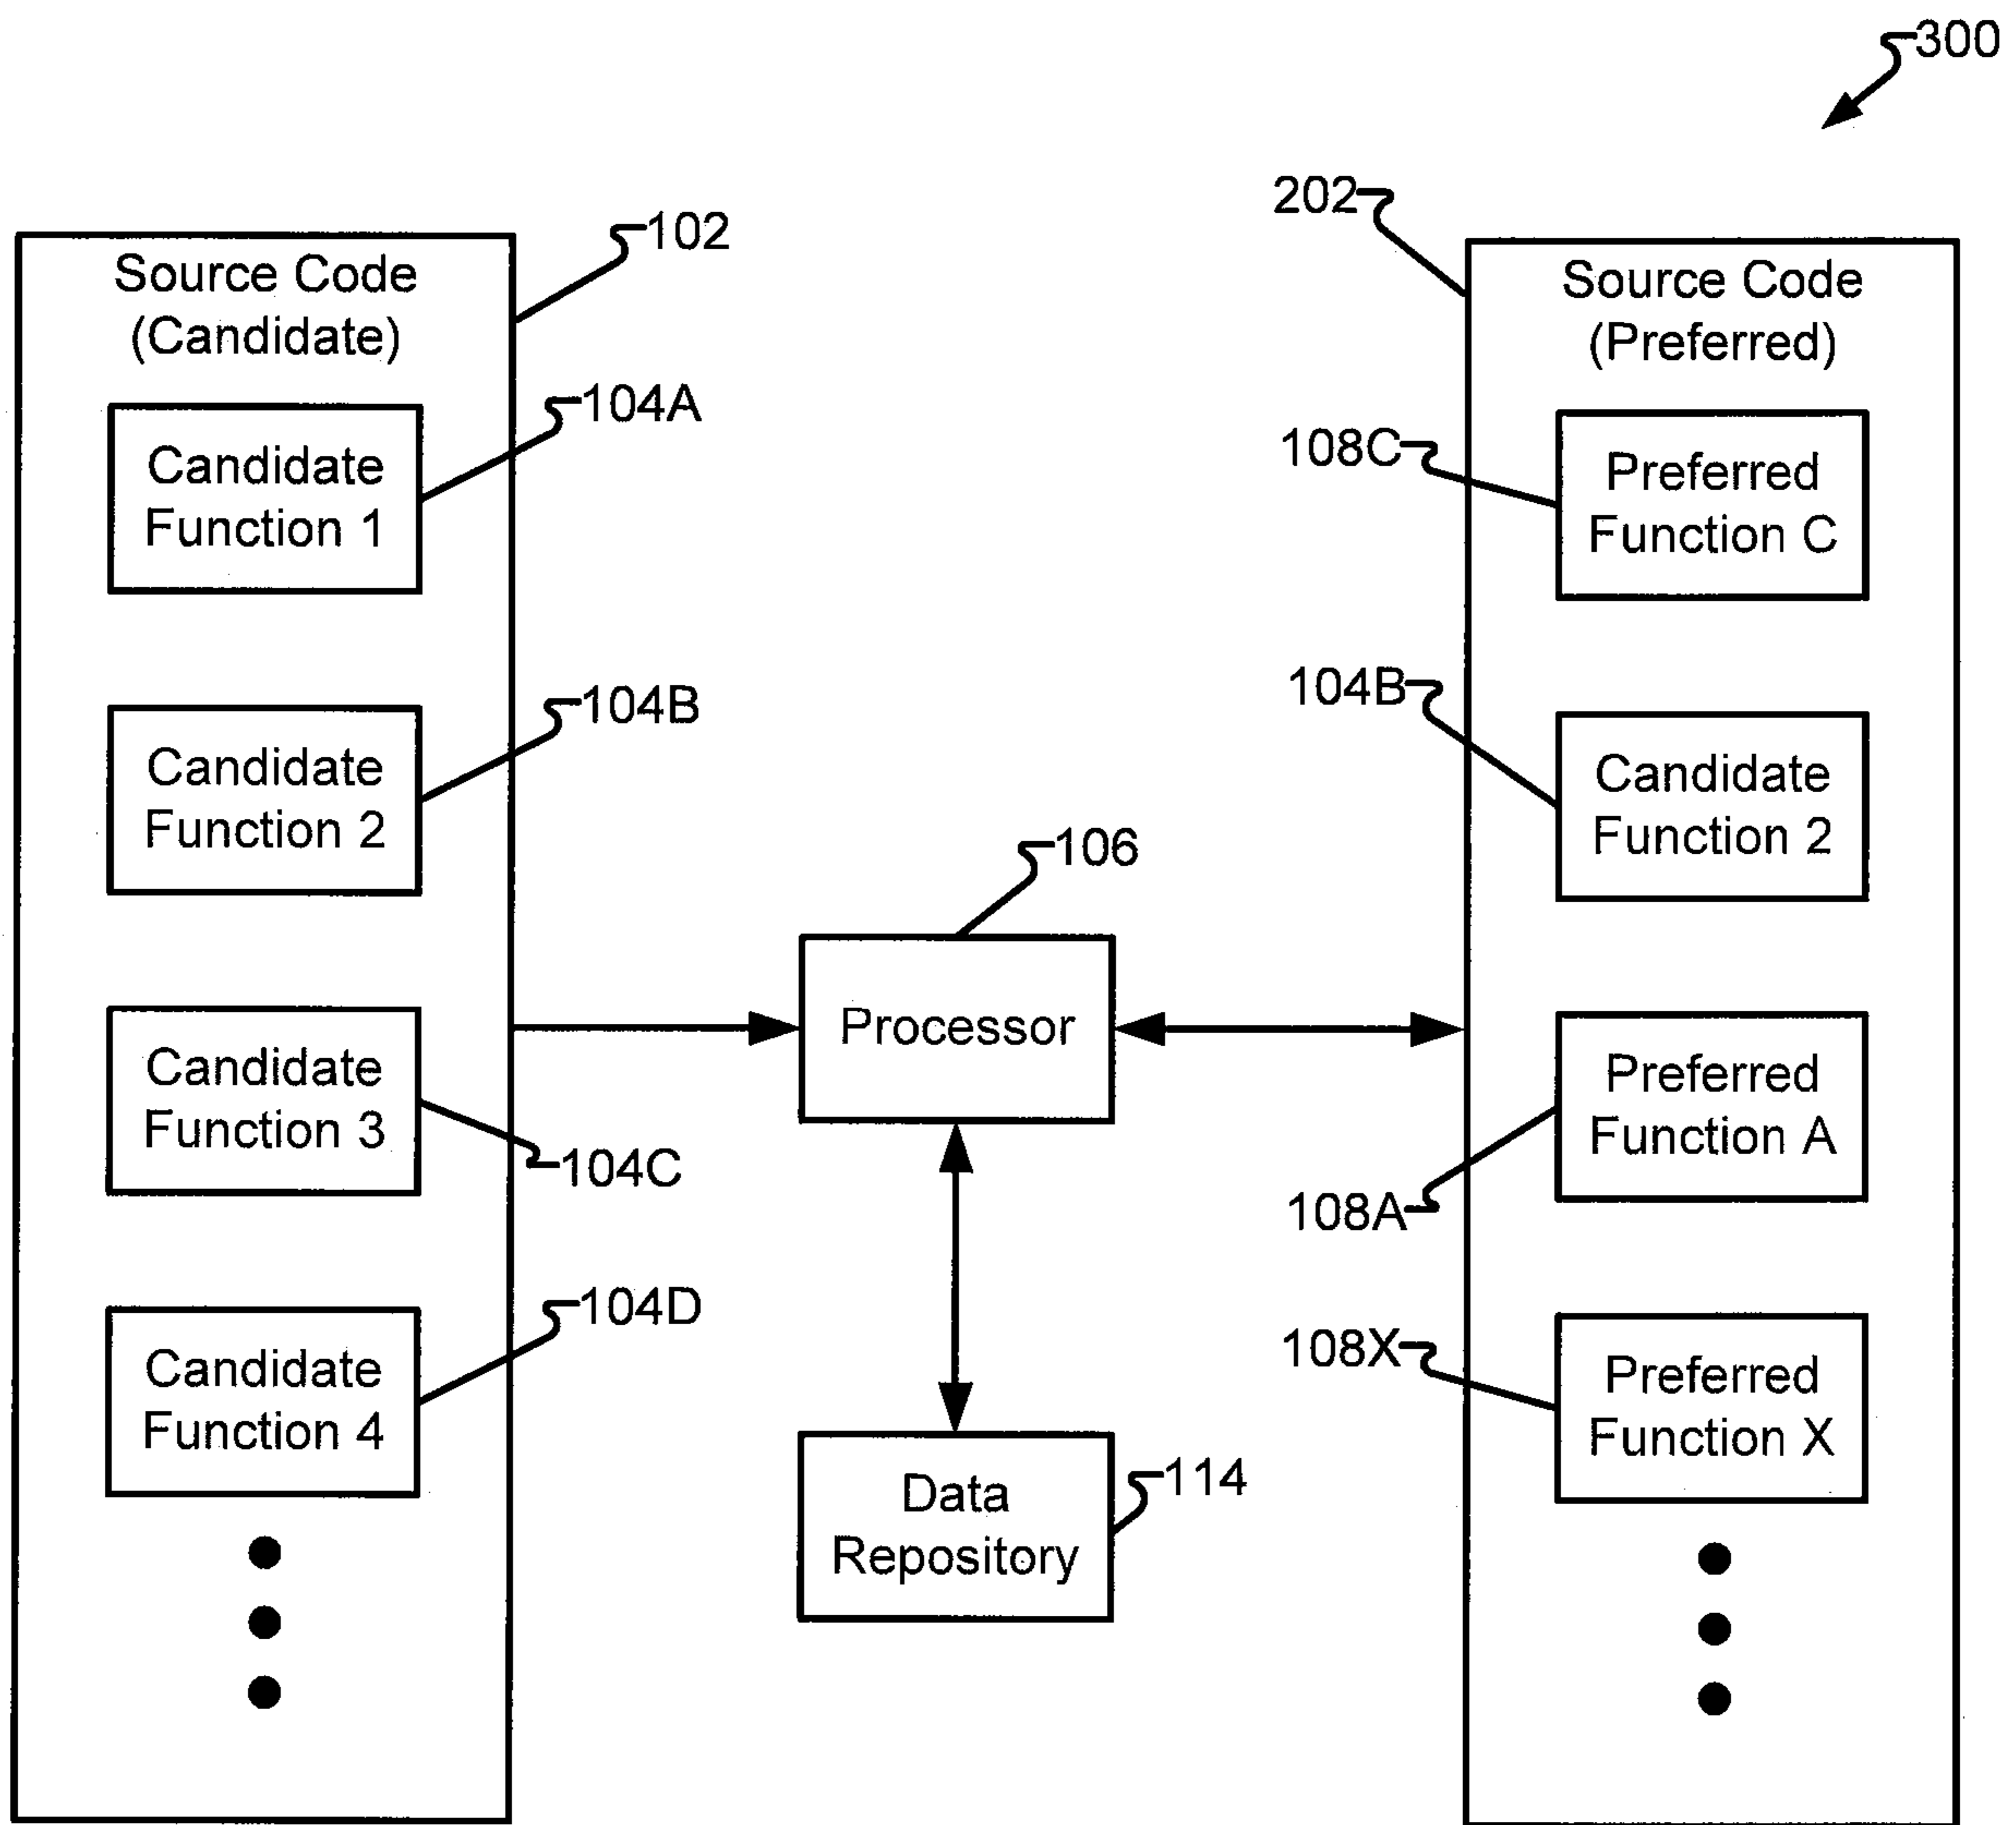 300
102
Source Code
(Candidate)
104A
Candidate
Function 1
104B
Candidate
Function 2
Candidate
Function 3
104C
104D
Candidate
Function 4
106
Processor
Data
Repository
114
202
Source Code
(Preferred)
108C
Preferred
Function C
104B
Candidate
Function 2
Preferred
Function A
108A
108X
Preferred
Function X